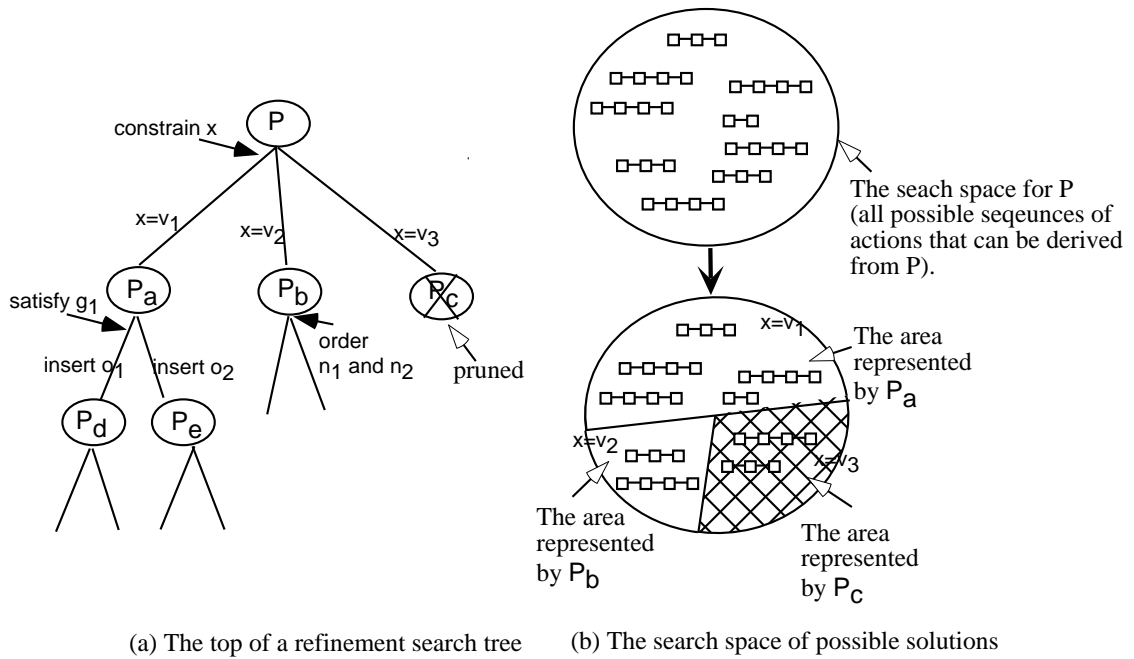 P
constrain x
x=v1
x=v2
x=v3
Pa
Pb
Pc
satisfy g1
order
n1 and n2
pruned
insert o1
insert o2
Pd
Pe
(a) The top of a refinement search tree
The seach space for P
(all possible seqeunces of
actions that can be derived
from P).
x=v1
The area
represented
by Pa
x=v2
x=v3
The area
represented
by Pb
The area
represented
by Pc
(b) The search space of possible solutions